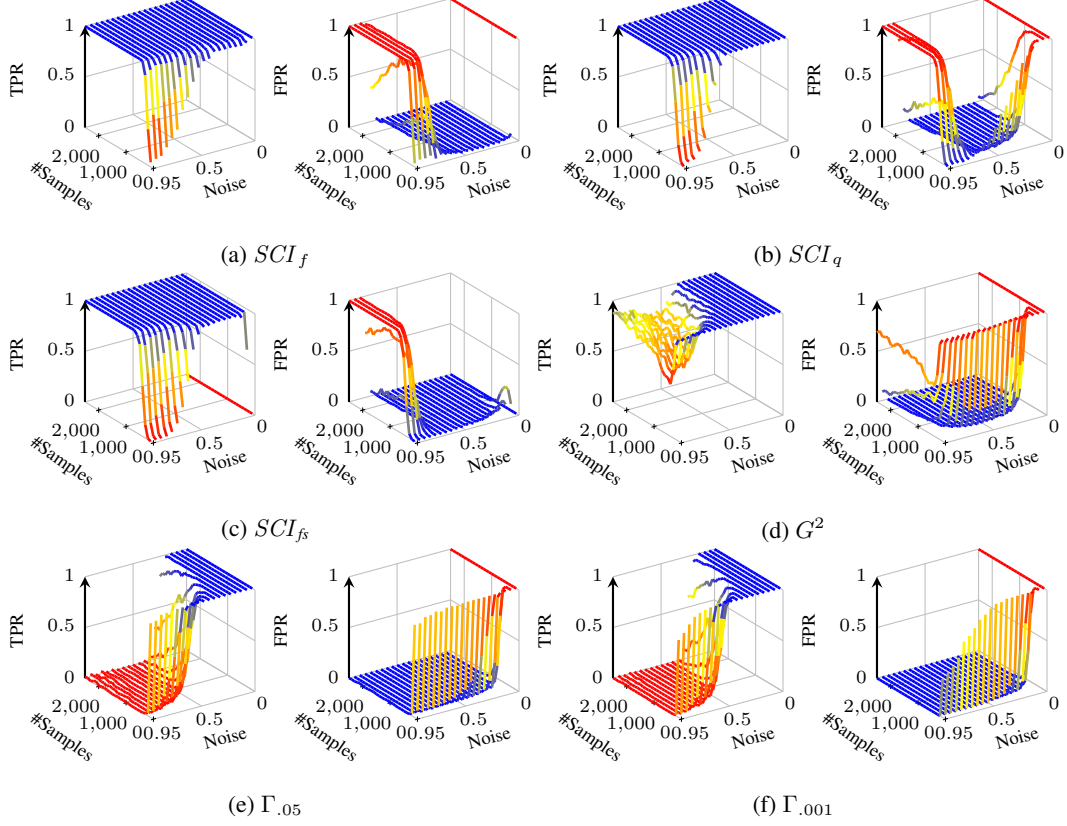 1
0.5
0
TPR
2,000
1,000
0
0.95
0.5
0
#Samples
Noise
1
0.5
0
FPR
2,000
1,000
0
0.95
0.5
0
#Samples
Noise
(a) SCI_f
1
0.5
0
TPR
2,000
1,000
0
0.95
0.5
0
#Samples
Noise
1
0.5
0
FPR
2,000
1,000
0
0.95
0.5
0
#Samples
Noise
(b) SCI_q
1
0.5
0
TPR
2,000
1,000
0
0.95
0.5
0
#Samples
Noise
1
0.5
0
FPR
2,000
1,000
0
0.95
0.5
0
#Samples
Noise
(c) SCI_fs
1
0.5
0
TPR
2,000
1,000
0
0.95
0.5
0
#Samples
Noise
1
0.5
0
FPR
2,000
1,000
0
0.95
0.5
0
#Samples
Noise
(d) G²
1
0.5
0
TPR
2,000
1,000
0
0.95
0.5
0
#Samples
Noise
1
0.5
0
FPR
2,000
1,000
0
0.95
0.5
0
#Samples
Noise
(e) Γ.05
1
0.5
0
TPR
2,000
1,000
0
0.95
0.5
0
#Samples
Noise
1
0.5
0
FPR
2,000
1,000
0
0.95
0.5
0
#Samples
Noise
(f) Γ.001